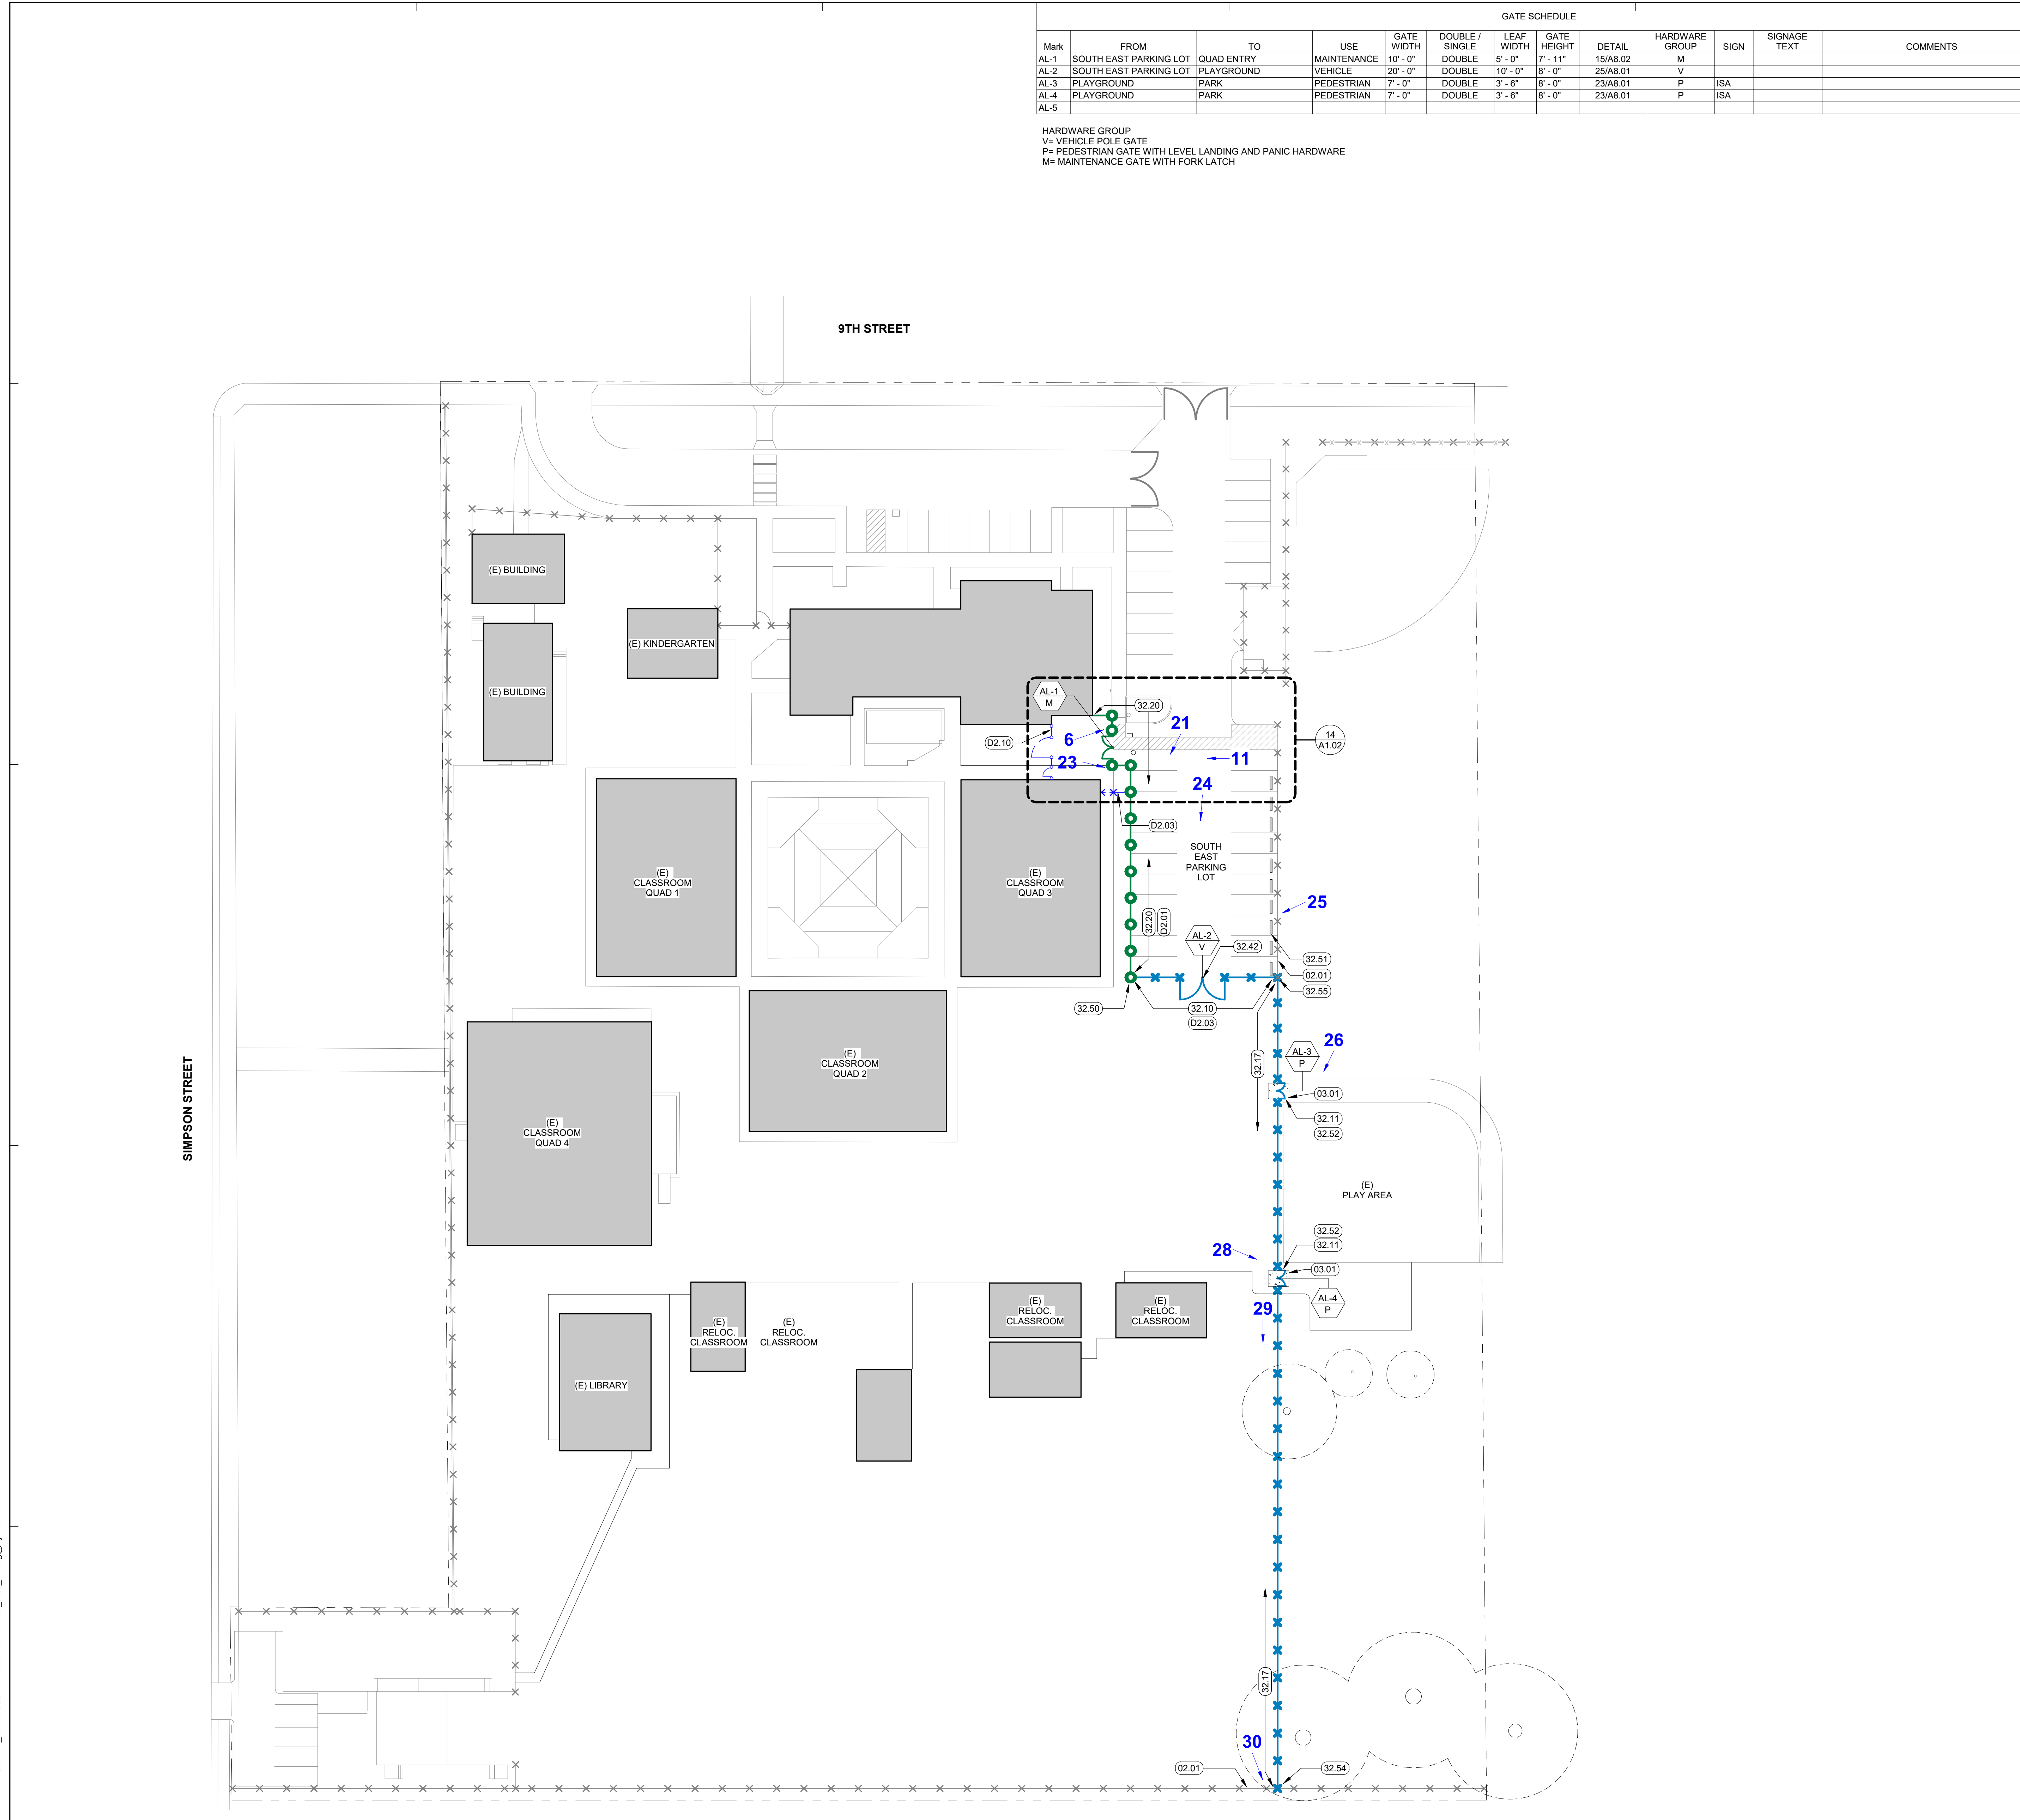 GATE SCHEDULE
Mark FROM TO USE GATE WIDTH DOUBLE / SINGLE LEAF WIDTH GATE HEIGHT DETAIL HARDWARE GROUP SIGN SIGNAGE TEXT COMMENTS
AL-1 SOUTH EAST PARKING LOT QUAD ENTRY MAINTENANCE 10' - 0" DOUBLE 5' - 0" 7' - 11" 15/A8.02 M
AL-2 SOUTH EAST PARKING LOT PLAYGROUND VEHICLE 20' - 0" DOUBLE 10' - 0" 8' - 0" 25/A8.01 V
AL-3 PLAYGROUND PARK PEDESTRIAN 7' - 0" DOUBLE 3' - 6" 8' - 0" 23/A8.01 P ISA
AL-4 PLAYGROUND PARK PEDESTRIAN 7' - 0" DOUBLE 3' - 6" 8' - 0" 23/A8.01 P ISA
AL-5
HARDWARE GROUP
V= VEHICLE POLE GATE
P= PEDESTRIAN GATE WITH LEVEL LANDING AND PANIC HARDWARE
M= MAINTENANCE GATE WITH FORK LATCH
9TH STREET
(E) BUILDING
(E) KINDERGARTEN
(E) BUILDING
AL-1
M
32.20
21
D2.10
6
14
A1.02
23
11
24
D2.03
SOUTH
EAST
PARKING
LOT
(E)
CLASSROOM
QUAD 1
(E)
CLASSROOM
QUAD 3
25
32.20
D2.01
AL-2
V
32.42
32.51
02.01
32.55
32.50
32.10
D2.03
(E)
CLASSROOM
QUAD 2
26
AL-3
P
32.17
SIMPSON STREET
03.01
32.11
32.52
(E)
CLASSROOM
QUAD 4
(E)
PLAY AREA
32.52
32.11
28
03.01
AL-4
P
29
(E)
RELOC.
CLASSROOM
(E)
RELOC.
CLASSROOM
(E)
RELOC.
CLASSROOM
(E)
RELOC.
CLASSROOM
(E) LIBRARY
32.17
30
02.01
32.54